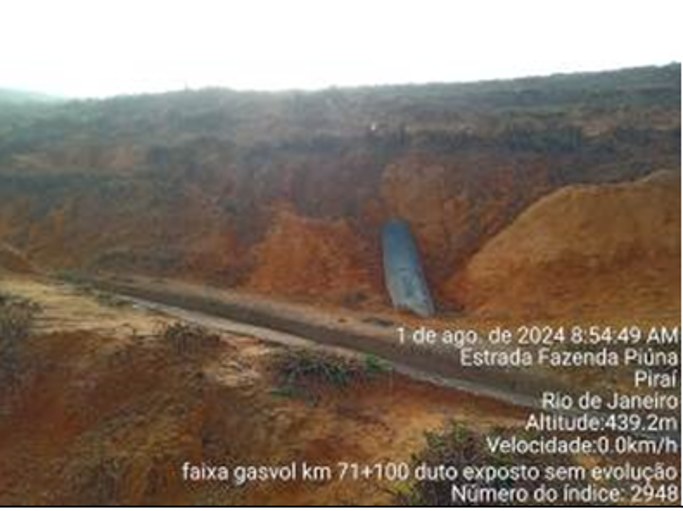 1 de ago. de 2024 8:54:49 AM
Estrada Fazenda Piúna
Piraí
Rio de Janeiro
Altitude:439.2m
Velocidade:0.0km/h
faixa gasvol km 71+100 duto exposto sem evolução
Número do índice: 2948